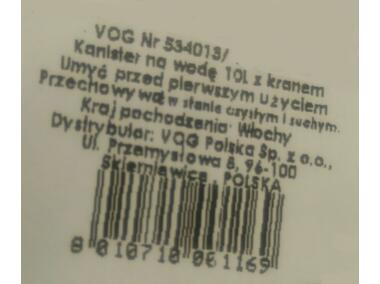 VOG Nr 534013/
Kanister na wodę 10L z kranem
Umyć przed pierwszym użyciem
Przechowywać w stanie czystym i suchym.
Kraj pochodzenia: Włochy
Dystrybutor: VOG Polska Sp. z o.o.,
Ul. Przemysłowa 8, 96-100
Skierniewice, POLSKA
8 010710 061169